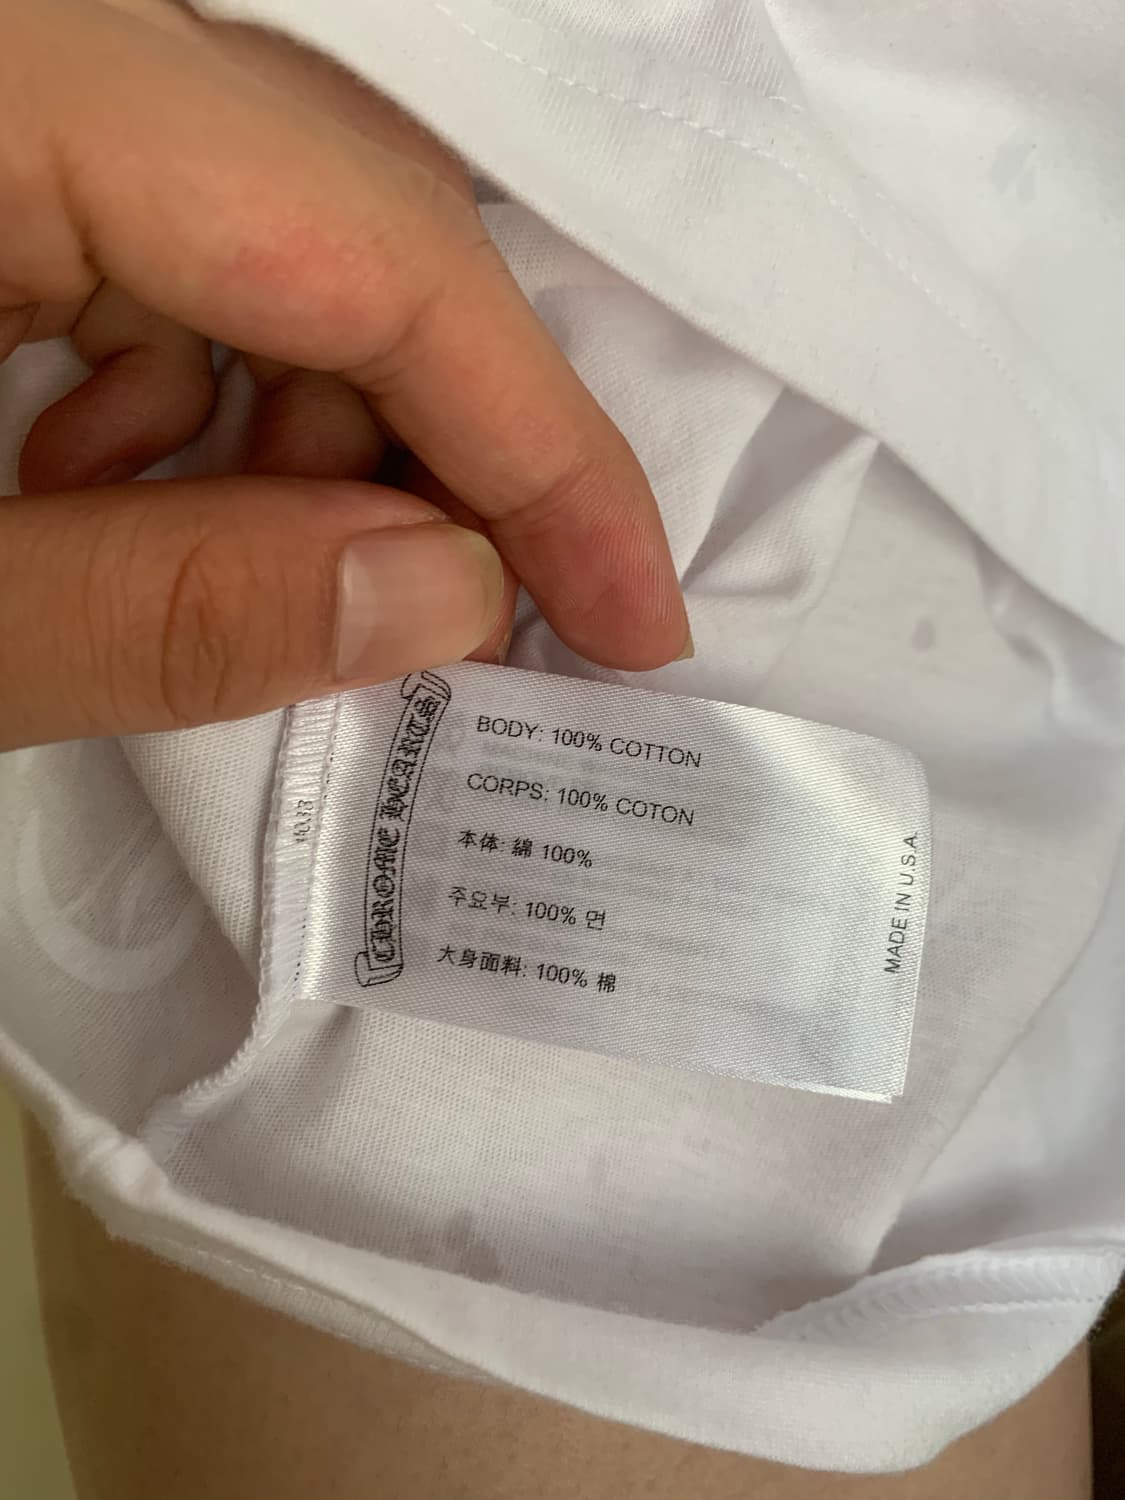 CHROME HEARTS
BODY: 100% COTTON
CORPS: 100% COTON
本体: 綿 100%
주요부: 100% 면
大身面料: 100% 棉
MADE IN U.S.A.